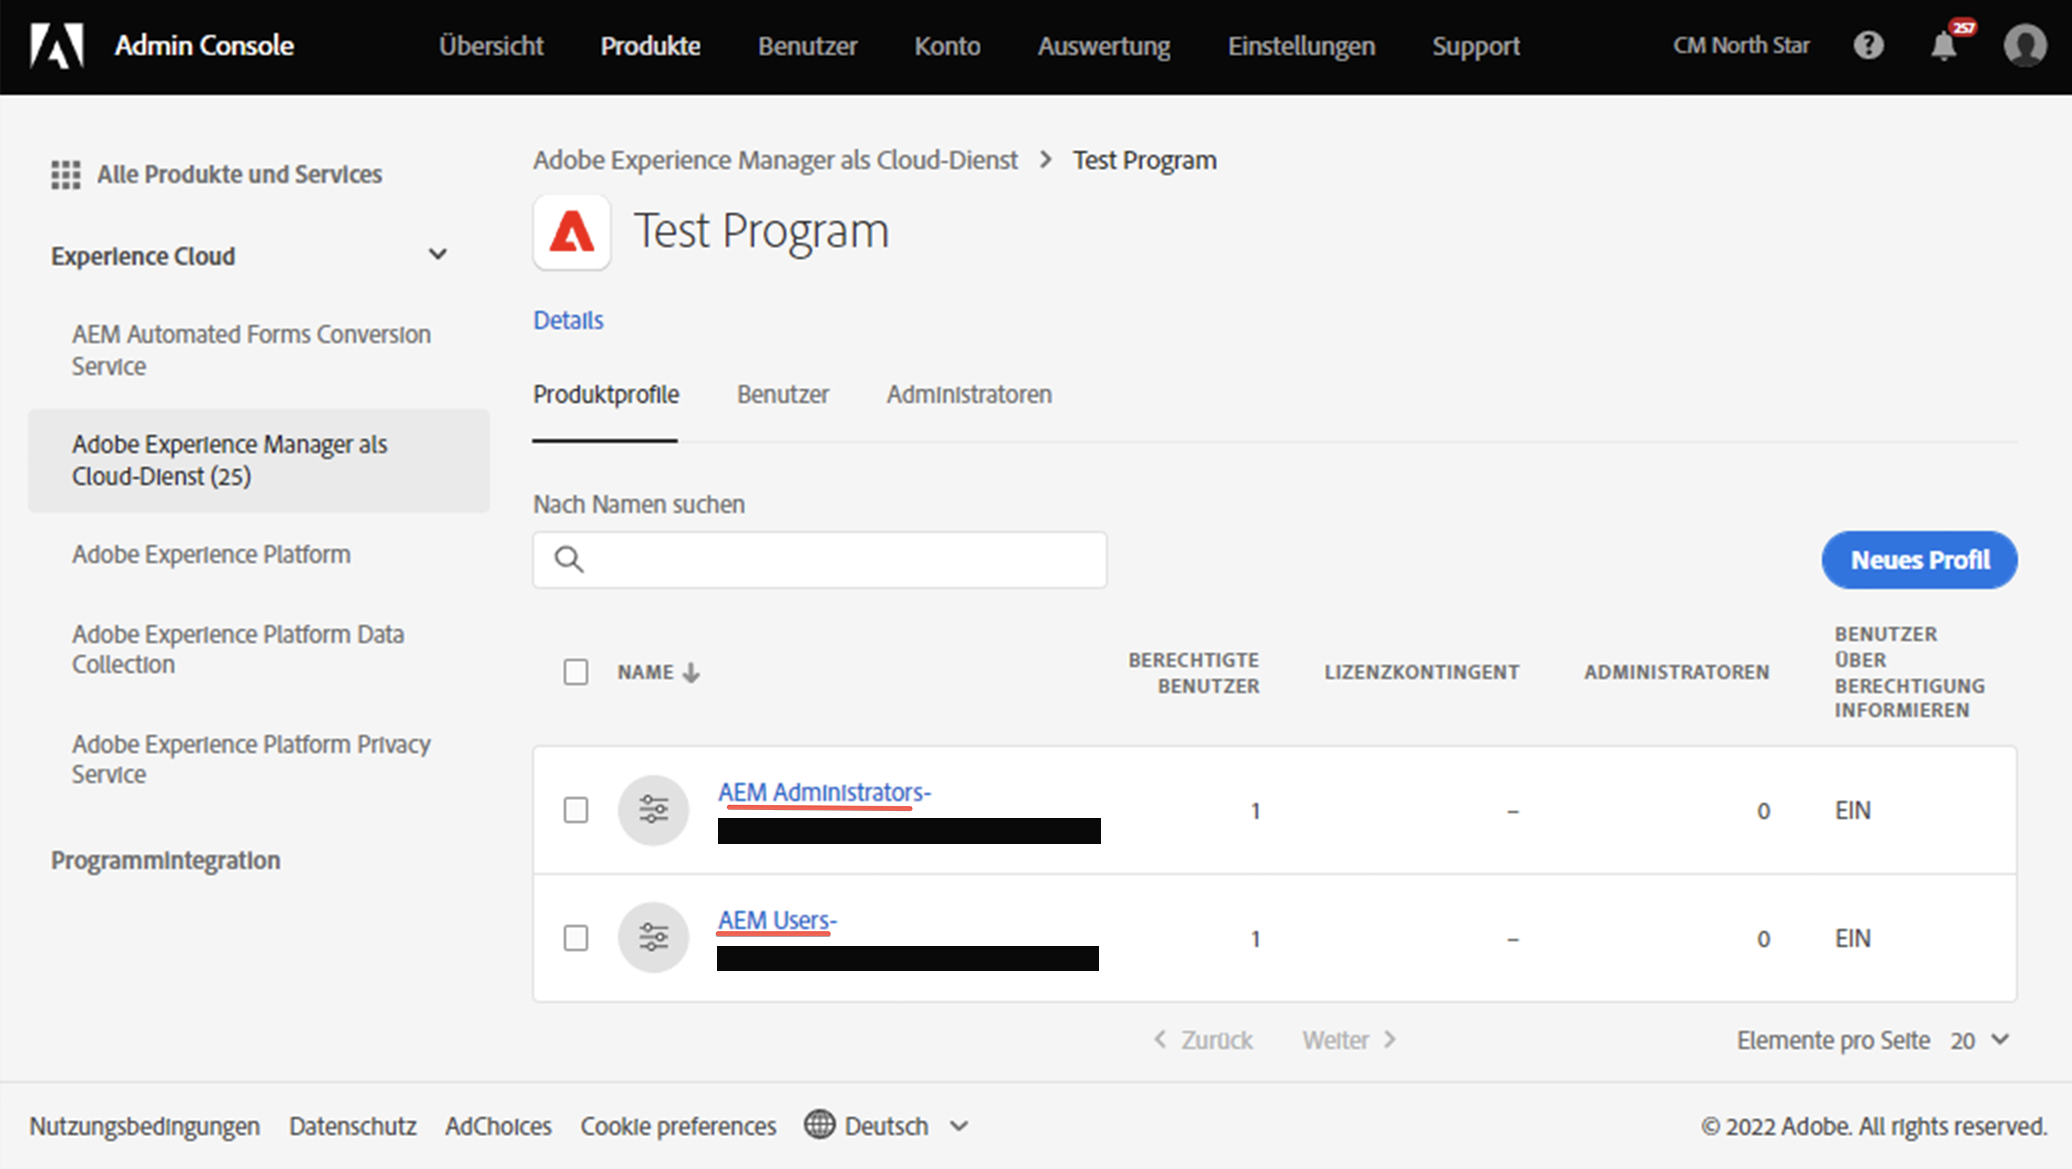 Admin Console
Übersicht
Produkte
Benutzer
Konto
Auswertung
Einstellungen
Support
CM North Star
257
Alle Produkte und Services
Experience Cloud
AEM Automated Forms Conversion
Service
Adobe Experience Manager als
Cloud-Dienst (25)
Adobe Experience Platform
Adobe Experience Platform Data
Collection
Adobe Experience Platform Privacy
Service
Programmintegration
Adobe Experience Manager als Cloud-Dienst > Test Program
Test Program
Details
Produktprofile
Benutzer
Administratoren
Nach Namen suchen
Neues Profil
NAME
BERECHTIGTE
BENUTZER
LIZENZKONTINGENT
ADMINISTRATOREN
BENUTZER
ÜBER
BERECHTIGUNG
INFORMIEREN
AEM Administrators-
1
–
0
EIN
AEM Users-
1
–
0
EIN
Zurück
Weiter
Elemente pro Seite 20
Nutzungsbedingungen
Datenschutz
AdChoices
Cookie preferences
Deutsch
© 2022 Adobe. All rights reserved.